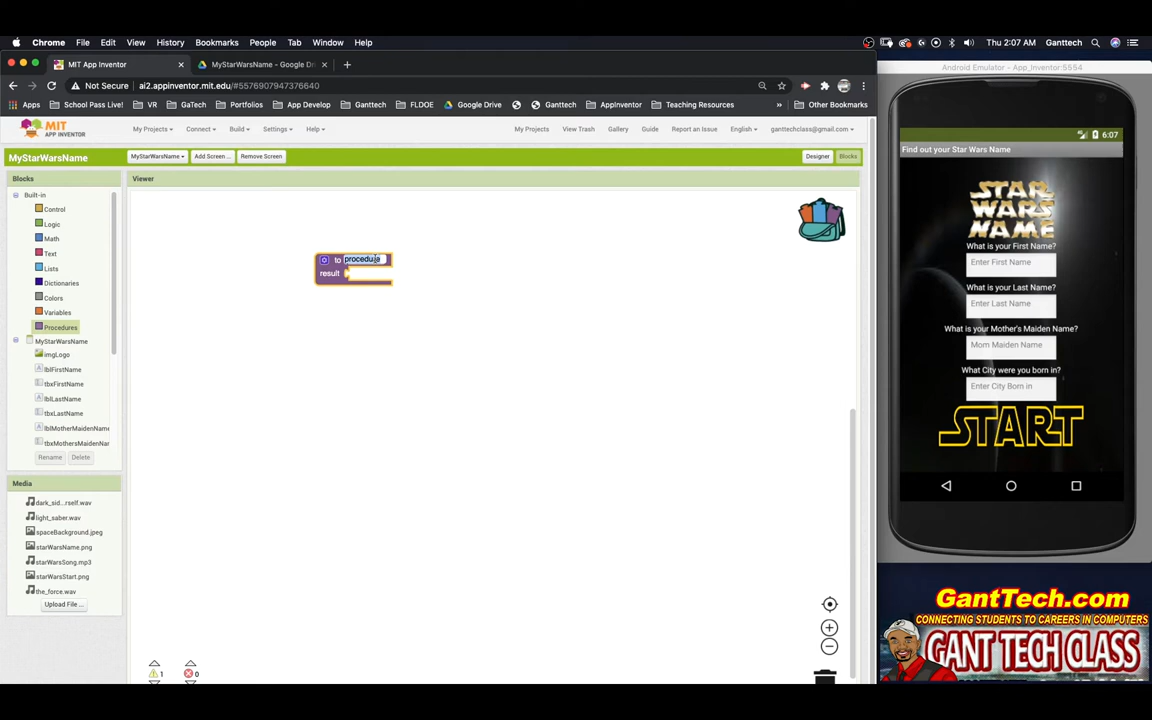 Chrome File Edit View History Bookmarks People Tab Window Help
Thu 2:07 AM Ganttech
MIT App Inventor
MyStarWarsName - Google Dri
Android Emulator - App_Inventor:5554
Not Secure ai2.appinventor.mit.edu/#5576907947376640
Apps School Pass Live! VR GaTech Portfolios App Develop Ganttech FLDOE Google Drive Ganttech AppInventor Teaching Resources » Other Bookmarks
MIT
APP INVENTOR
My Projects Connect Build Settings Help
My Projects View Trash Gallery Guide Report an Issue English ganttechclass@gmail.com
MyStarWarsName
MyStarWarsName Add Screen ... Remove Screen
Designer Blocks
Blocks
Viewer
Built-in
Control
Logic
Math
Text
Lists
Dictionaries
Colors
Variables
Procedures
MyStarWarsName
imgLogo
lblFirstName
tbxFirstName
lblLastName
tbxLastName
lblMotherMaidenName
tbxMothersMaidenNam
Rename Delete
Media
dark_sid...rself.wav
light_saber.wav
spaceBackground.jpeg
starWarsName.png
starWarsSong.mp3
starWarsStart.png
the_force.wav
Upload File ...
to procedure
result
1 0
6:07
Find out your Star Wars Name
STAR
WARS
NAME
What is your First Name?
Enter First Name
What is your Last Name?
Enter Last Name
What is your Mother's Maiden Name?
Mom Maiden Name
What City were you born in?
Enter City Born in
START
GantTech.com
CONNECTING STUDENTS TO CAREERS IN COMPUTERS
GANT TECH CLASS